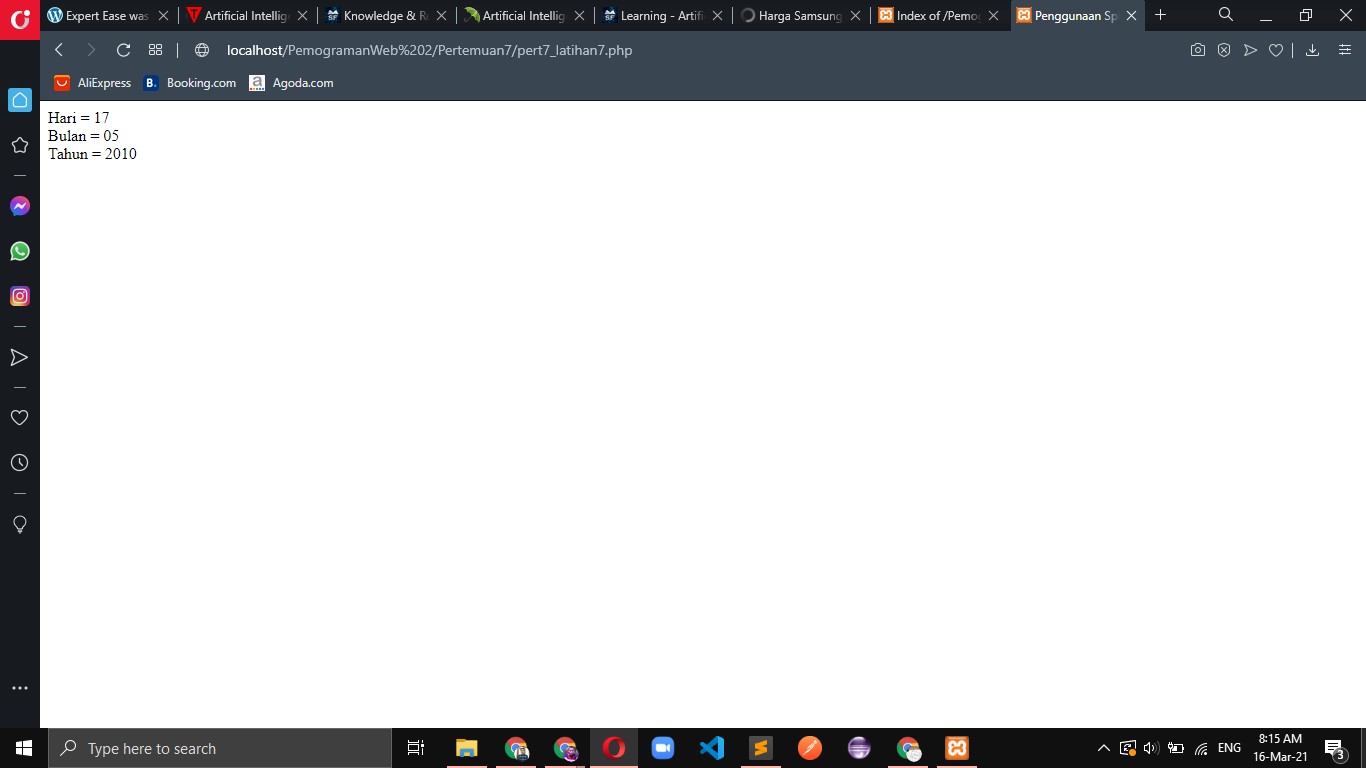 Expert Ease was
Artificial Intellig
Knowledge & R
Artificial Intellig
Learning - Artifi
Harga Samsung
Index of /Pemog
Penggunaan Sp
localhost/PemogramanWeb%202/Pertemuan7/pert7_latihan7.php
AliExpress
B. Booking.com
a Agoda.com
Hari = 17
Bulan = 05
Tahun = 2010
Type here to search
ENG
8:15 AM
16-Mar-21
3